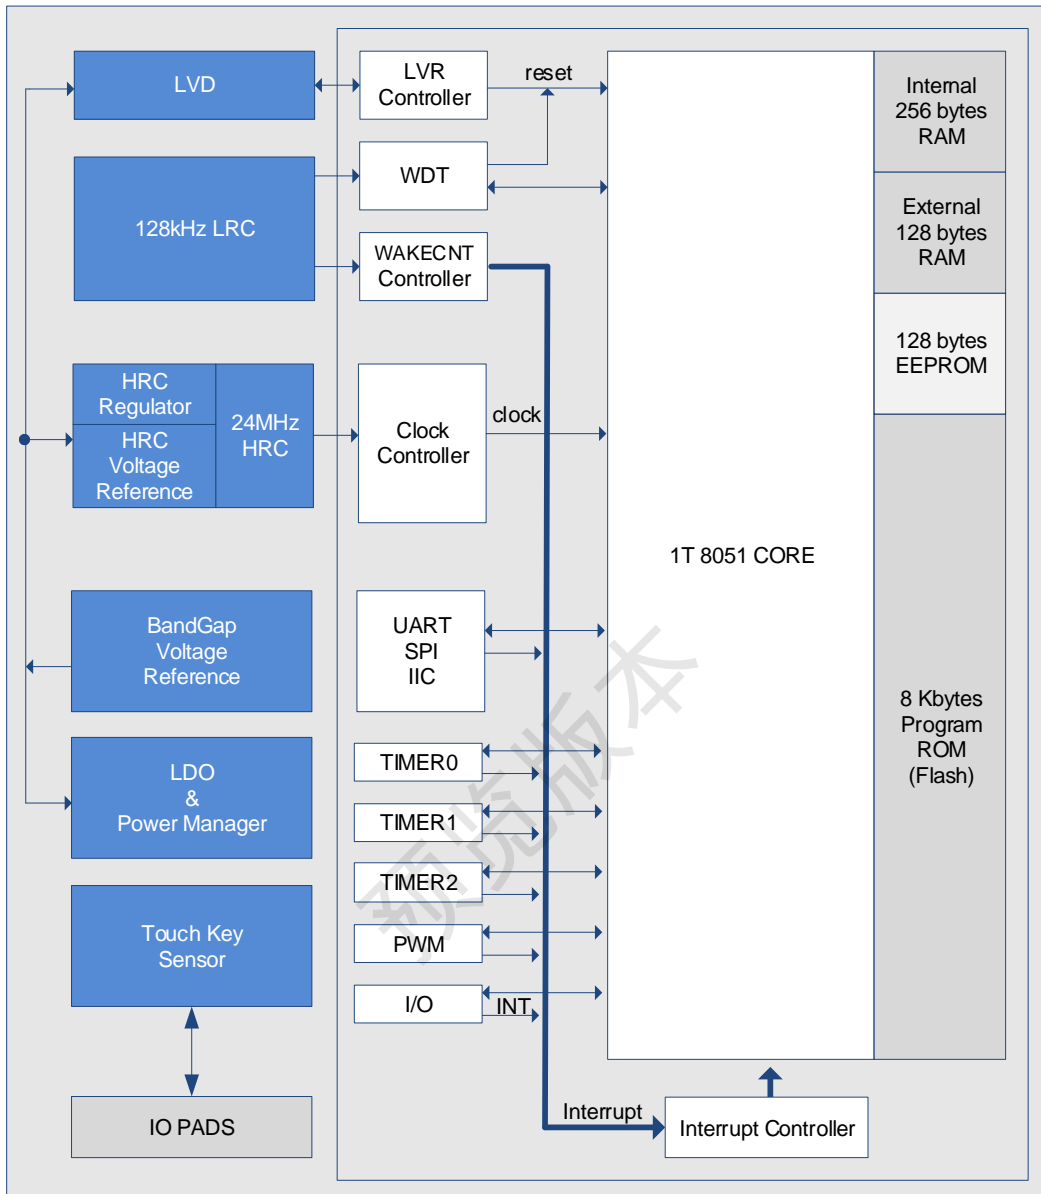 LVD
LVR
Controller
reset
Internal
256 bytes
RAM
WDT
128kHz LRC
External
128 bytes
RAM
WAKECNT
Controller
128 bytes
EEPROM
HRC
Regulator
HRC
Voltage
Reference
24MHz
HRC
Clock
Controller
clock
1T 8051 CORE
BandGap
Voltage
Reference
UART
SPI
IIC
8 Kbytes
Program
ROM
(Flash)
LDO
&
Power Manager
TIMER0
TIMER1
TIMER2
PWM
I/O
INT
Touch Key
Sensor
IO PADS
Interrupt
Interrupt Controller
预览版本